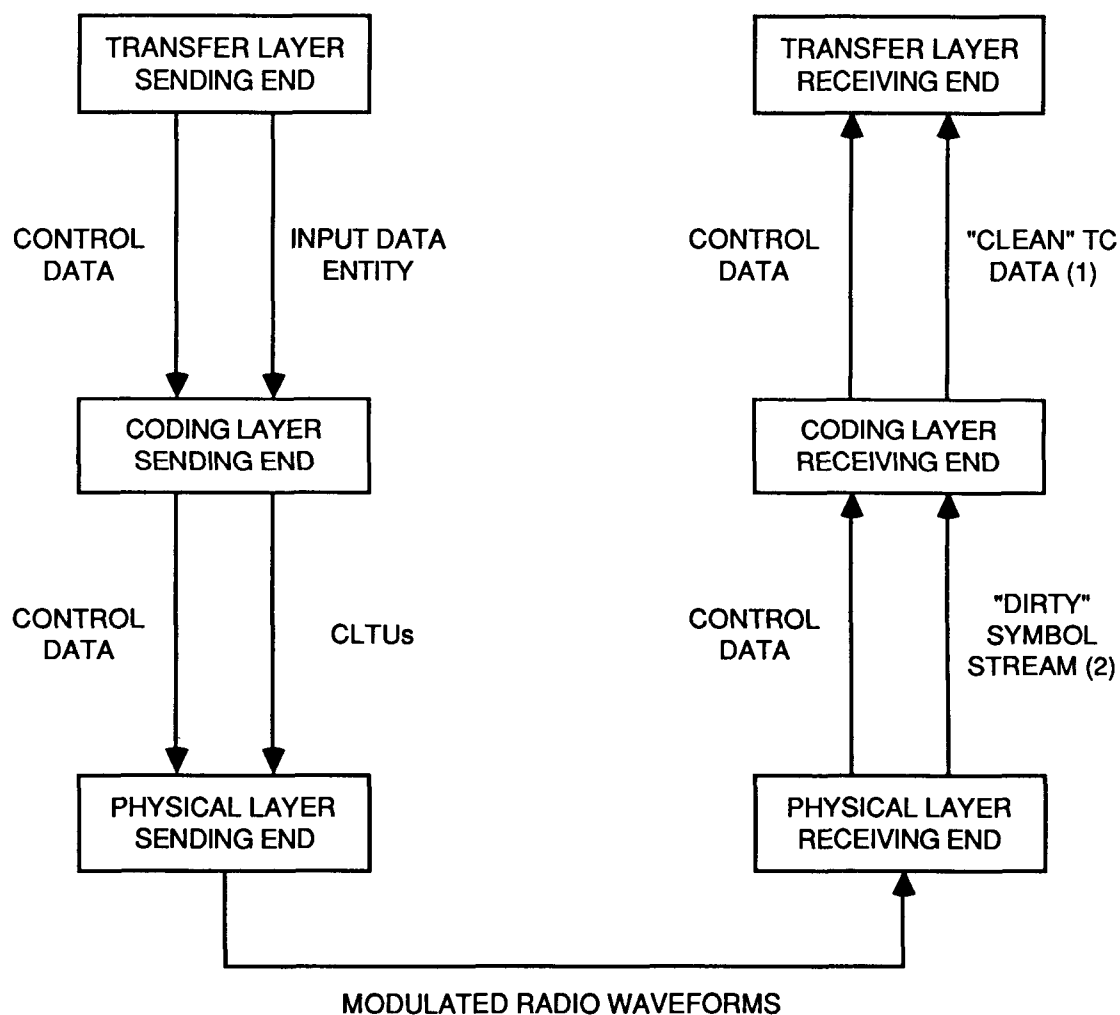 TRANSFER LAYER
SENDING END
TRANSFER LAYER
RECEIVING END
CONTROL
DATA
INPUT DATA
ENTITY
CONTROL
DATA
"CLEAN" TC
DATA (1)
CODING LAYER
SENDING END
CODING LAYER
RECEIVING END
CONTROL
DATA
CLTUs
CONTROL
DATA
"DIRTY"
SYMBOL
STREAM (2)
PHYSICAL LAYER
SENDING END
PHYSICAL LAYER
RECEIVING END
MODULATED RADIO WAVEFORMS